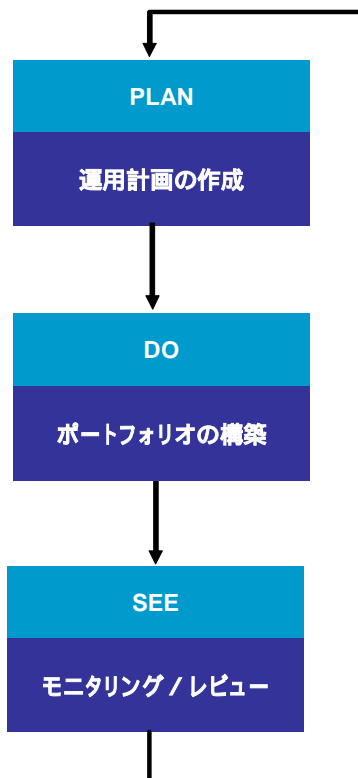 PLAN
運用計画の作成
DO
ポートフォリオの構築
SEE
モニタリング / レビュー